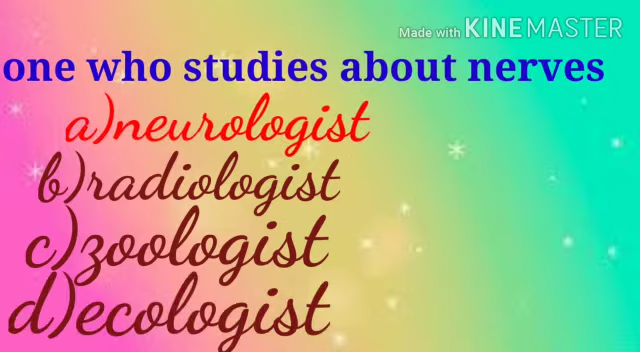 Made with KINEMASTER
one who studies about nerves
a)neurologist
b)radiologist
c)zoologist
d)ecologist